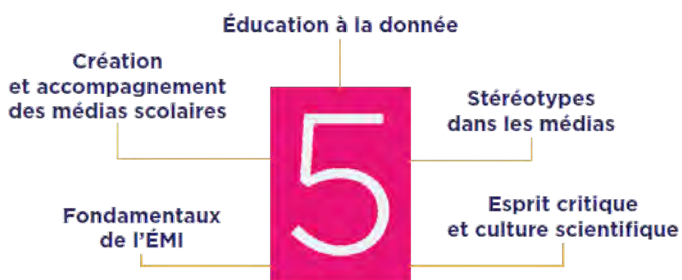 Éducation à la donnée
Création
et accompagnement
des médias scolaires
Stéréotypes
dans les médias
5
Fondamentaux
de l'ÉMI
Esprit critique
et culture scientifique